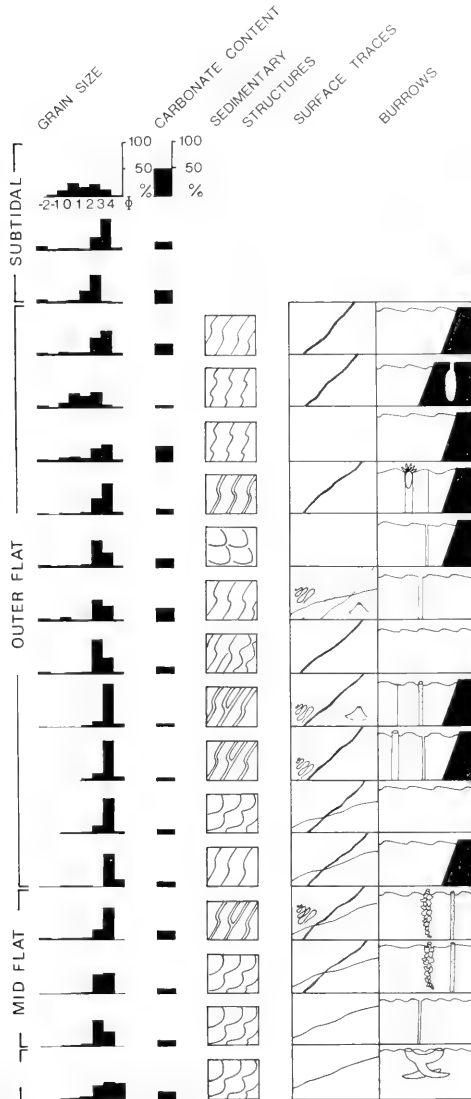 GRAIN SIZE
CARBONATE CONTENT
SEDIMENTARY
STRUCTURES
SURFACE TRACES
BURROWS
100
50
%
100
50
%
-2-1 0 1 2 3 4 ϕ
SUBTIDAL
OUTER FLAT
MID FLAT